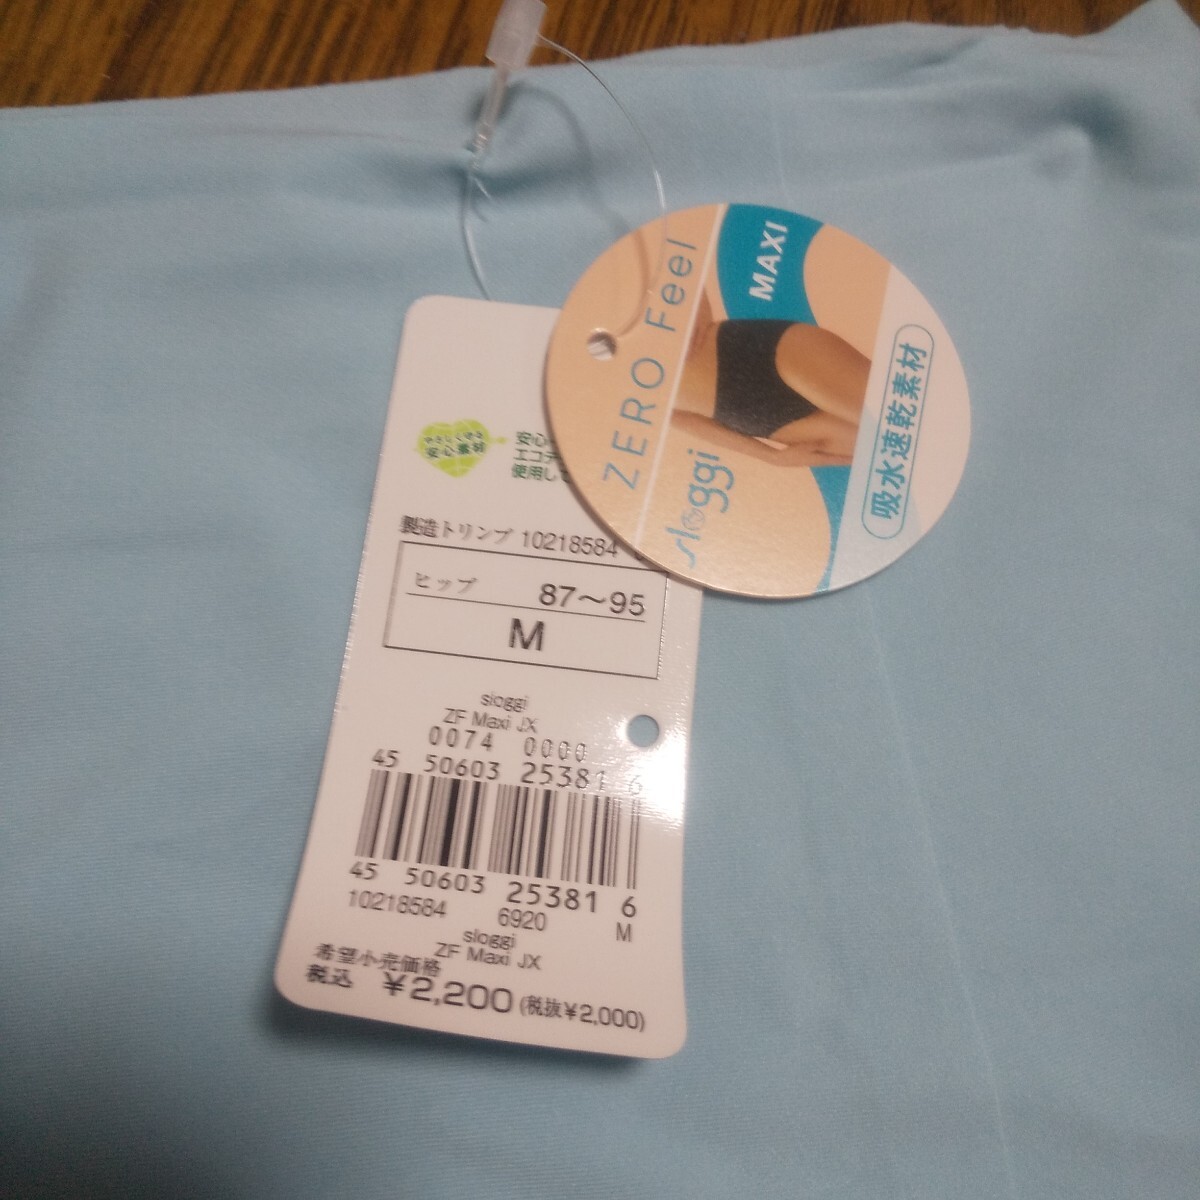 MAXI
ZERO Feel
sloggi
吸水速乾素材
安心
エコテ
使用して
製造トリンプ 10218584
ヒップ 87〜95
M
sloggi
ZF Maxi JX
0074 0000
45 50603 25381 6
45 50603 25381 6
10218584 6920 M
sloggi
ZF Maxi JX
希望小売価格
税込 ¥2,200 (税抜¥2,000)